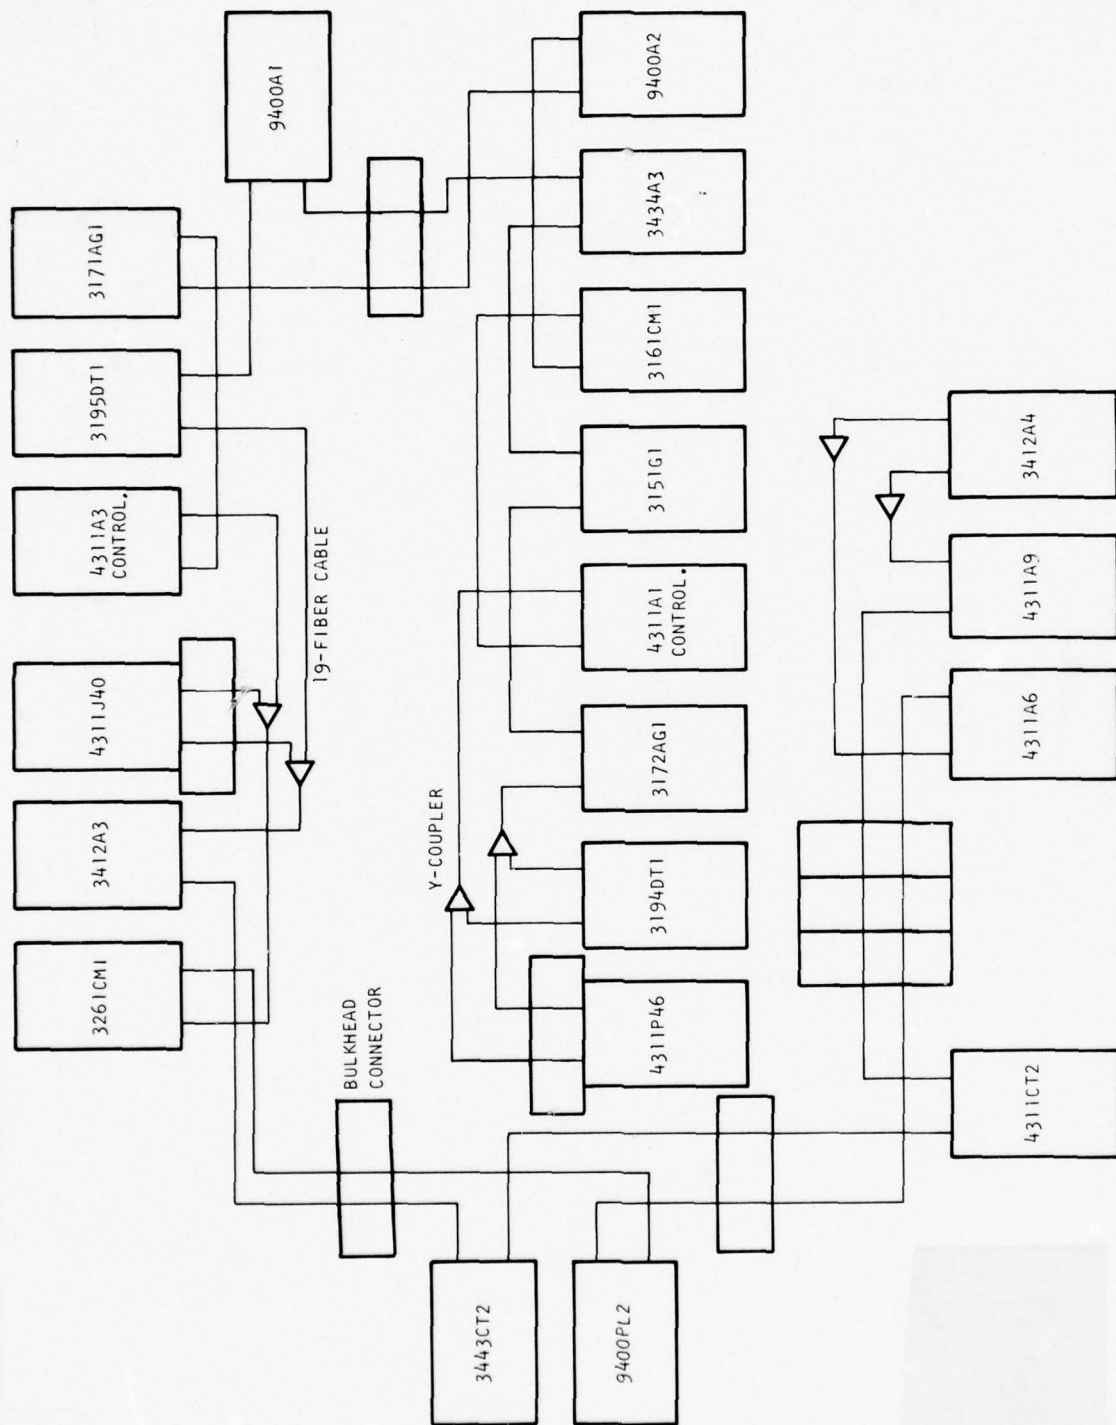 3261CM1
3412A3
4311J40
4311A3
CONTROL.
3195DT1
3171AG1
9400A1
19-FIBER CABLE
BULKHEAD
CONNECTOR
Y-COUPLER
3443CT2
9400PL2
4311P46
3194DT1
3172AG1
4311A1
CONTROL.
3151G1
3161CM1
3434A3
9400A2
4311CT2
4311A6
4311A9
3412A4